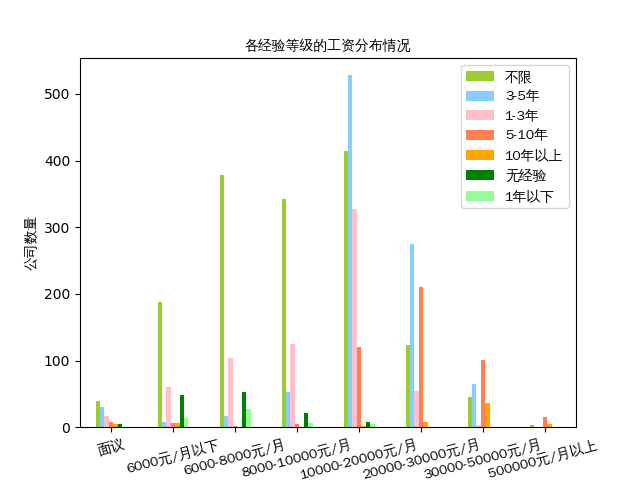 各经验等级的工资分布情况
公司数量
500
400
300
200
100
0
不限
3-5年
1-3年
5-10年
10年以上
无经验
1年以下
面议
6000元/月以下
6000-8000元/月
8000-10000元/月
10000-20000元/月
20000-30000元/月
30000-50000元/月
500000元/月以上